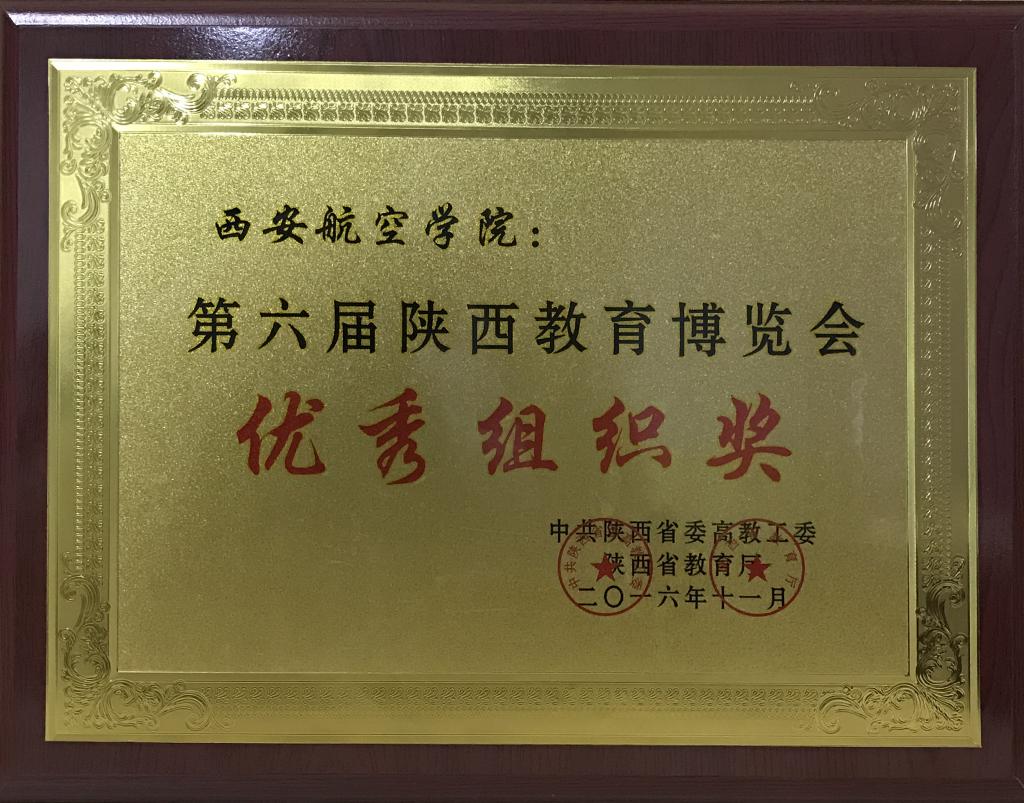 西安航空学院：
第六届陕西教育博览会
优秀组织奖
中共陕西省委高教工委
陕西省教育厅
二〇一六年十一月